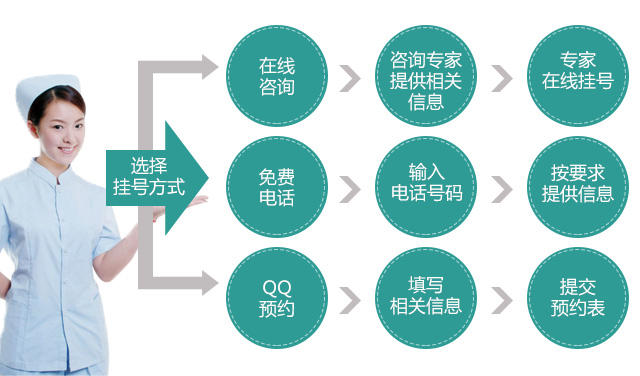 选择
挂号方式
在线
咨询
咨询专家
提供相关
信息
专家
在线挂号
免费
电话
输入
电话号码
按要求
提供信息
QQ
预约
填写
相关信息
提交
预约表